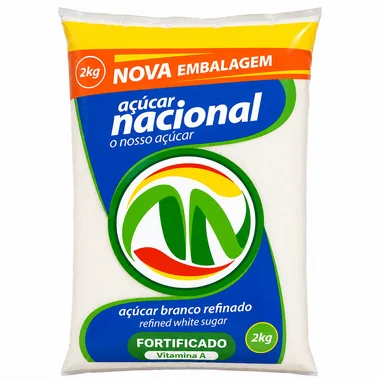 2kg NOVA EMBALAGEM
açúcar
nacional
o nosso açúcar
açúcar branco refinado
refined white sugar
2kg
FORTIFICADO
Vitamina A